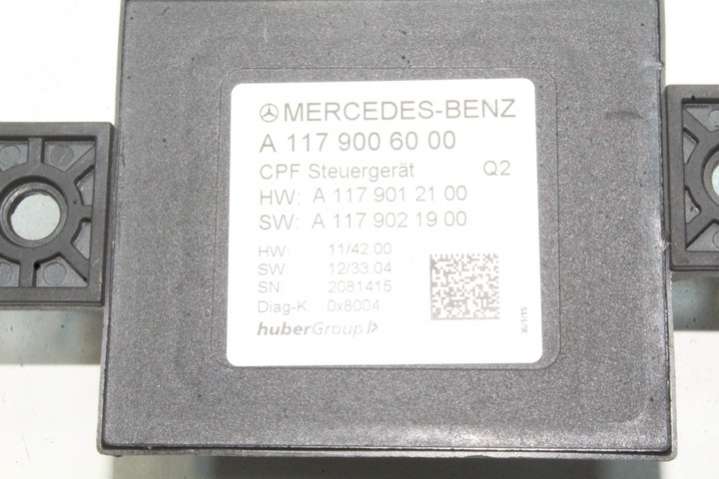 MERCEDES-BENZ
A 117 900 60 00
CPF Steuergerät Q2
HW: A 117 901 21 00
SW: A 117 902 19 00
HW: 11/42.00
SW: 12/33.04
SN: 2081415
Diag-K: 0x8004
huberGroup